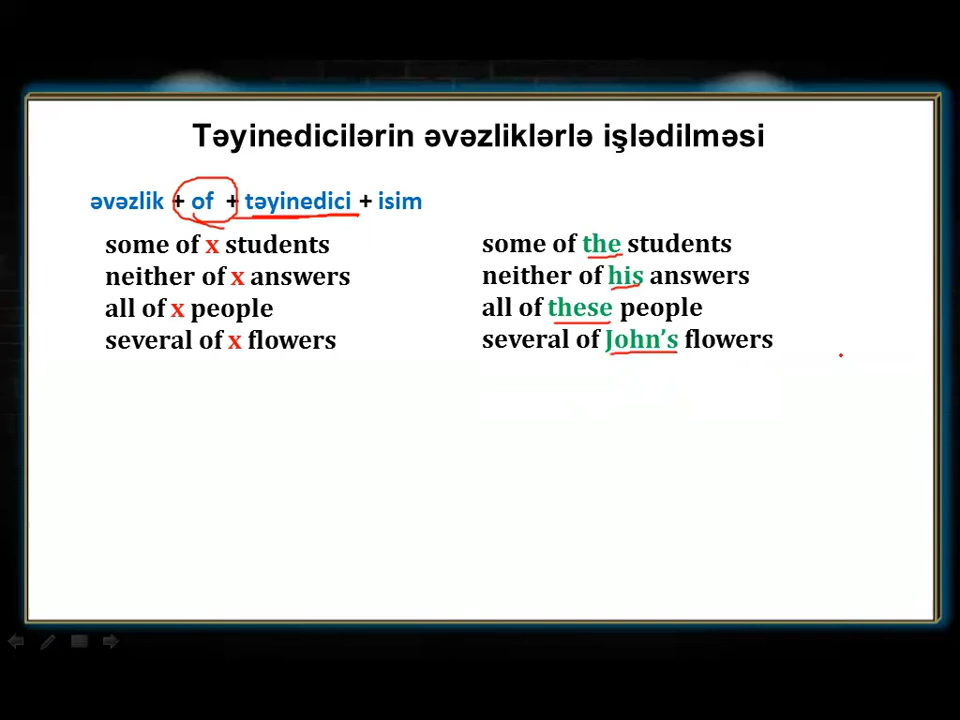 Təyinedicilərin əvəzliklərlə işlədilməsi
əvəzlik + of + təyinedici + isim
some of x students
neither of x answers
all of x people
several of x flowers
some of the students
neither of his answers
all of these people
several of John’s flowers